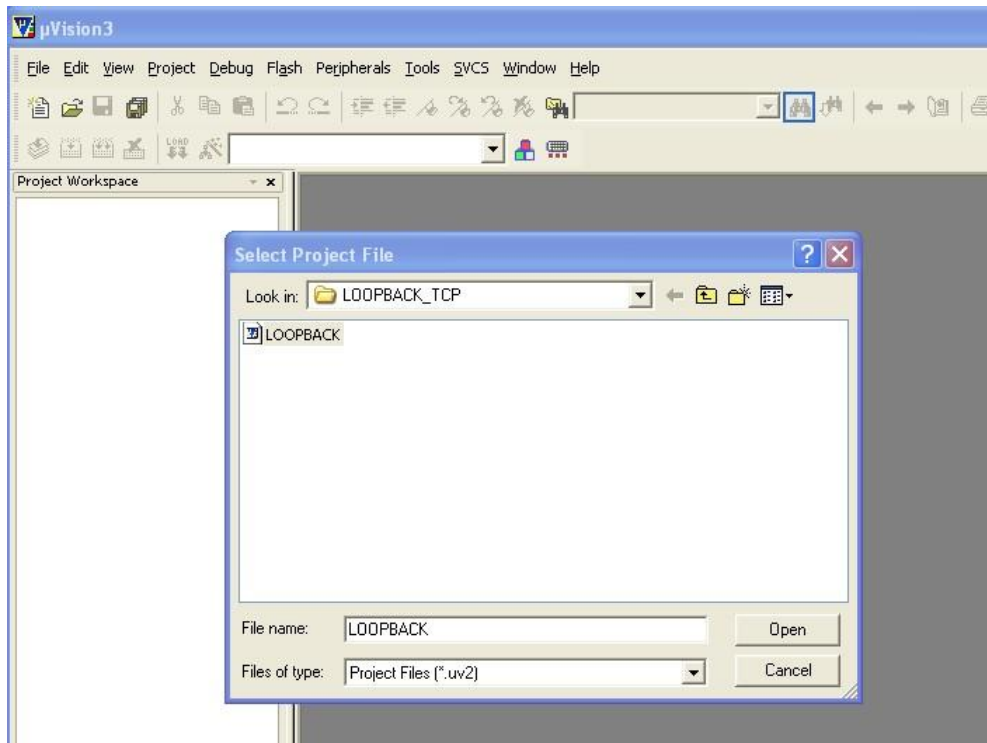 µVision3
File Edit View Project Debug Flash Peripherals Tools SVCS Window Help
LOAD
Project Workspace
Select Project File
Look in: LOOPBACK_TCP
LOOPBACK
File name: LOOPBACK
Open
Files of type: Project Files (*.uv2)
Cancel